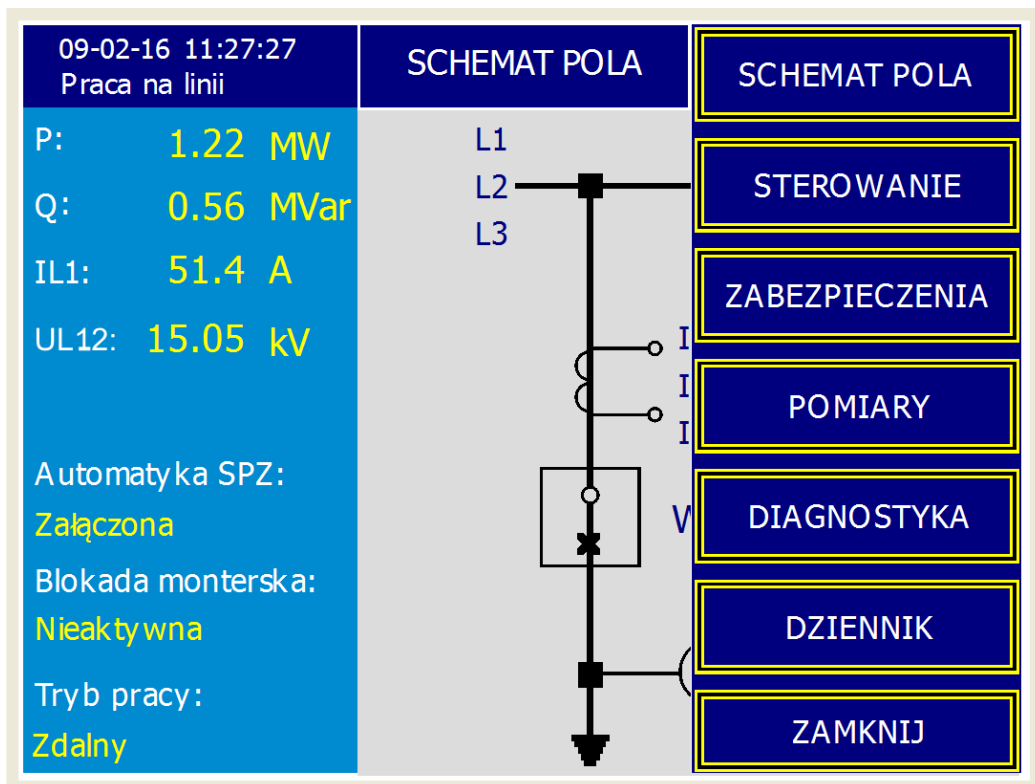 09-02-16 11:27:27
Praca na linii
P: 1.22 MW
Q: 0.56 MVar
IL1: 51.4 A
UL12: 15.05 kV
Automatyka SPZ:
Załączona
Blokada monterska:
Nieaktywna
Tryb pracy:
Zdalny
SCHEMAT POLA
L1
L2
L3
I
I
I
SCHEMAT POLA
STEROWANIE
ZABEZPIECZENIA
POMIARY
DIAGNOSTYKA
DZIENNIK
ZAMKNIJ